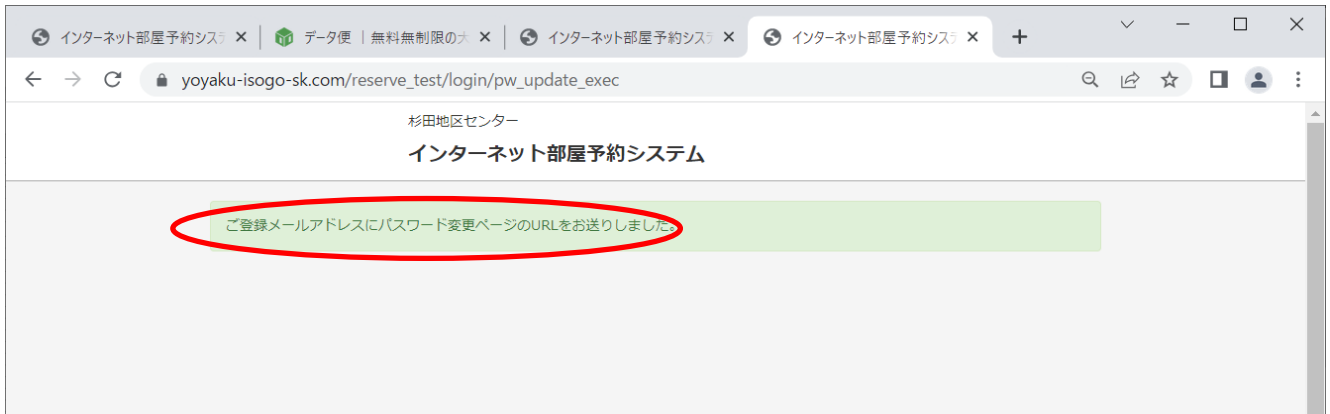 インターネット部屋予約システ
データ便 | 無料無制限の大
インターネット部屋予約システ
インターネット部屋予約システ
yoyaku-isogo-sk.com/reserve_test/login/pw_update_exec
杉田地区センター
インターネット部屋予約システム
ご登録メールアドレスにパスワード変更ページのURLをお送りしました。